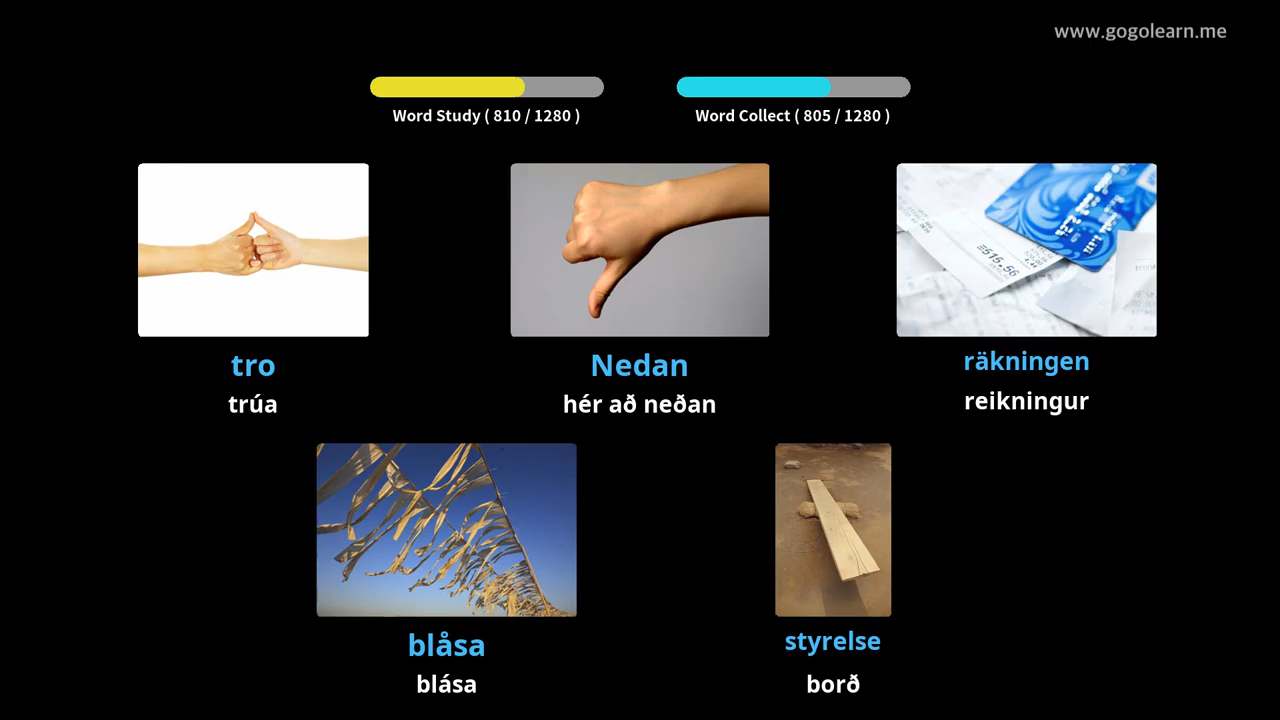 www.gogolearn.me
Word Study ( 810 / 1280 )
Word Collect ( 805 / 1280 )
tro
trúa
Nedan
hér að neðan
räkningen
reikningur
blåsa
blása
styrelse
borð